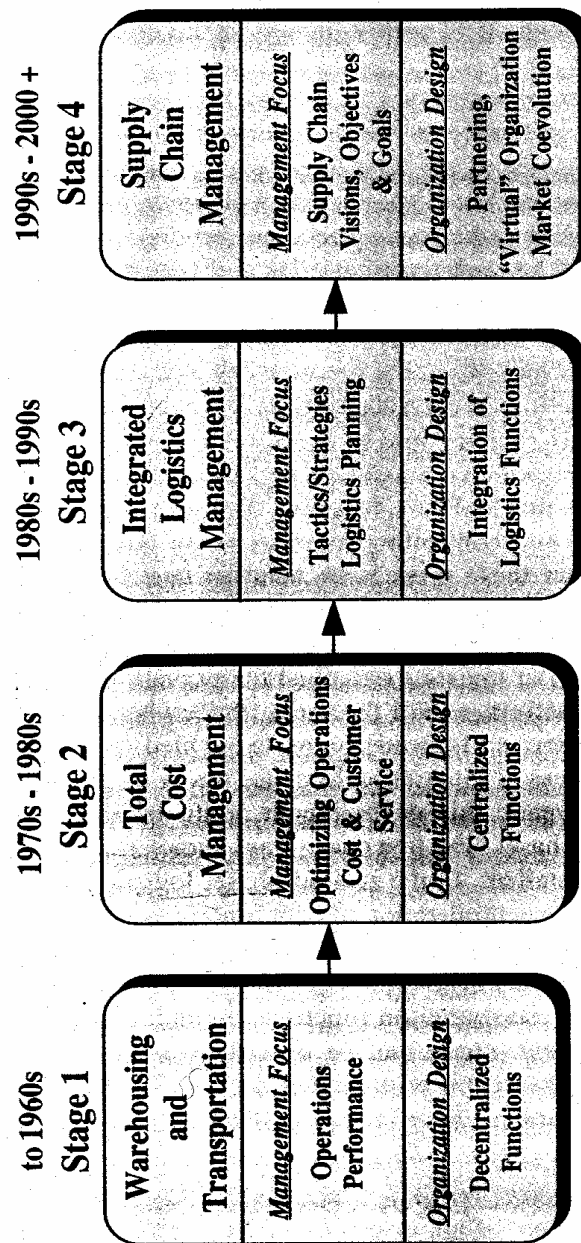 to 1960s
Stage 1
Warehousing
and
Transportation
Management Focus
Operations
Performance
Organization Design
Decentralized
Functions
1970s - 1980s
Stage 2
Total
Cost
Management
Management Focus
Optimizing Operations
Cost & Customer
Service
Organization Design
Centralized
Functions
1980s - 1990s
Stage 3
Integrated
Logistics
Management
Management Focus
Tactics/Strategies
Logistics Planning
Organization Design
Integration of
Logistics Functions
1990s - 2000 +
Stage 4
Supply
Chain
Management
Management Focus
Supply Chain
Visions, Objectives
& Goals
Organization Design
Partnering,
“Virtual” Organization
Market Coevolution